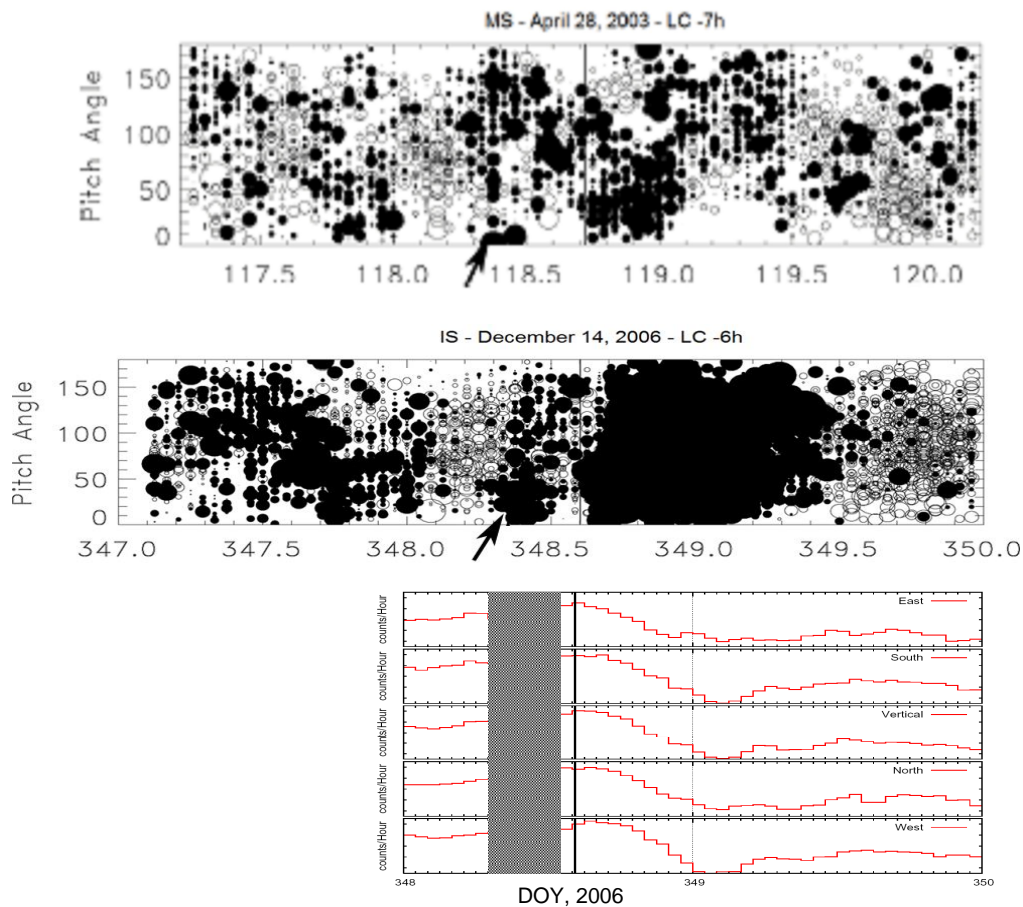 MS - April 28, 2003 - LC -7h
Pitch Angle
150
100
50
0
117.5 118.0 118.5 119.0 119.5 120.0
IS - December 14, 2006 - LC -6h
Pitch Angle
150
100
50
0
347.0 347.5 348.0 348.5 349.0 349.5 350.0
counts/Hour
East
counts/Hour
South
counts/Hour
Vertical
counts/Hour
North
counts/Hour
West
348 349 350
DOY, 2006